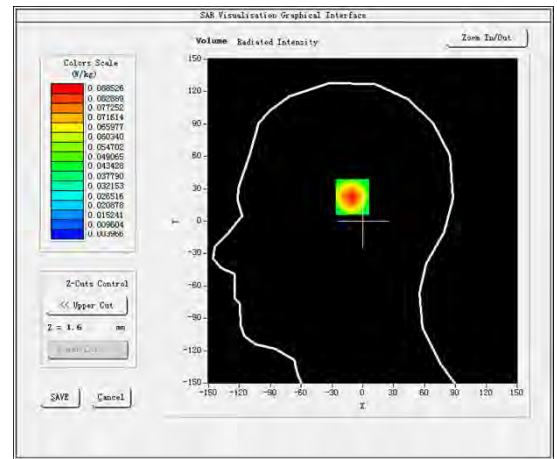 SAR Visualisation Graphical Interface
Volume Radiated Intensity
Zoom In/Out
Colors Scale
(W/kg)
0.088526
0.082889
0.077252
0.071614
0.065977
0.060340
0.054702
0.049065
0.043428
0.037790
0.032153
0.026516
0.020878
0.015241
0.009604
0.003966
Z-Cuts Control
<< Upper Cut
Z = 1.6 mm
SAVE
Cancel
150
120
90
60
30
0
-30
-60
-90
-120
-150
Y
-150 -120 -90 -60 -30 0 30 60 90 120 150
X